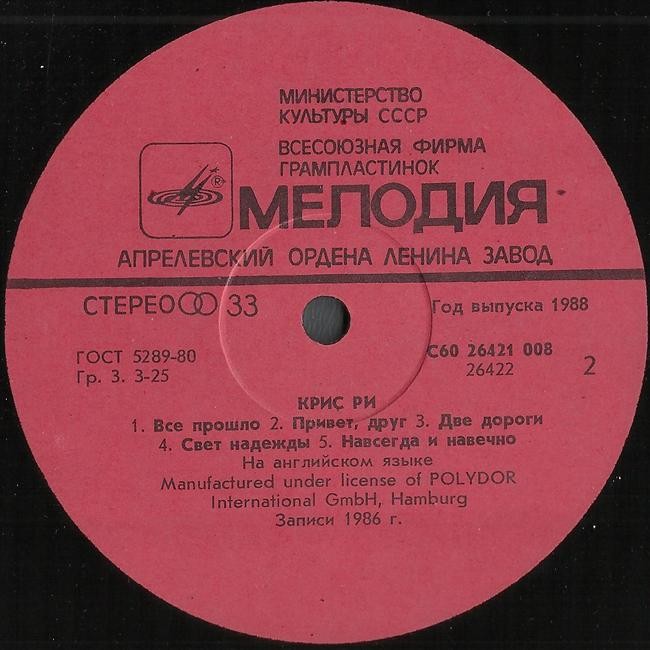 МИНИСТЕРСТВО
КУЛЬТУРЫ СССР
ВСЕСОЮЗНАЯ ФИРМА
ГРАМПЛАСТИНОК
®
МЕЛОДИЯ
АПРЕЛЕВСКИЙ ОРДЕНА ЛЕНИНА ЗАВОД
СТЕРЕО 33
Год выпуска 1988
ГОСТ 5289-80
Гр. 3. 3-25
С60 26421 008
26422
2
КРИС РИ
1. Все прошло 2. Привет, друг 3. Две дороги
4. Свет надежды 5. Навсегда и навечно
На английском языке
Manufactured under license of POLYDOR
International GmbH, Hamburg
Записи 1986 г.